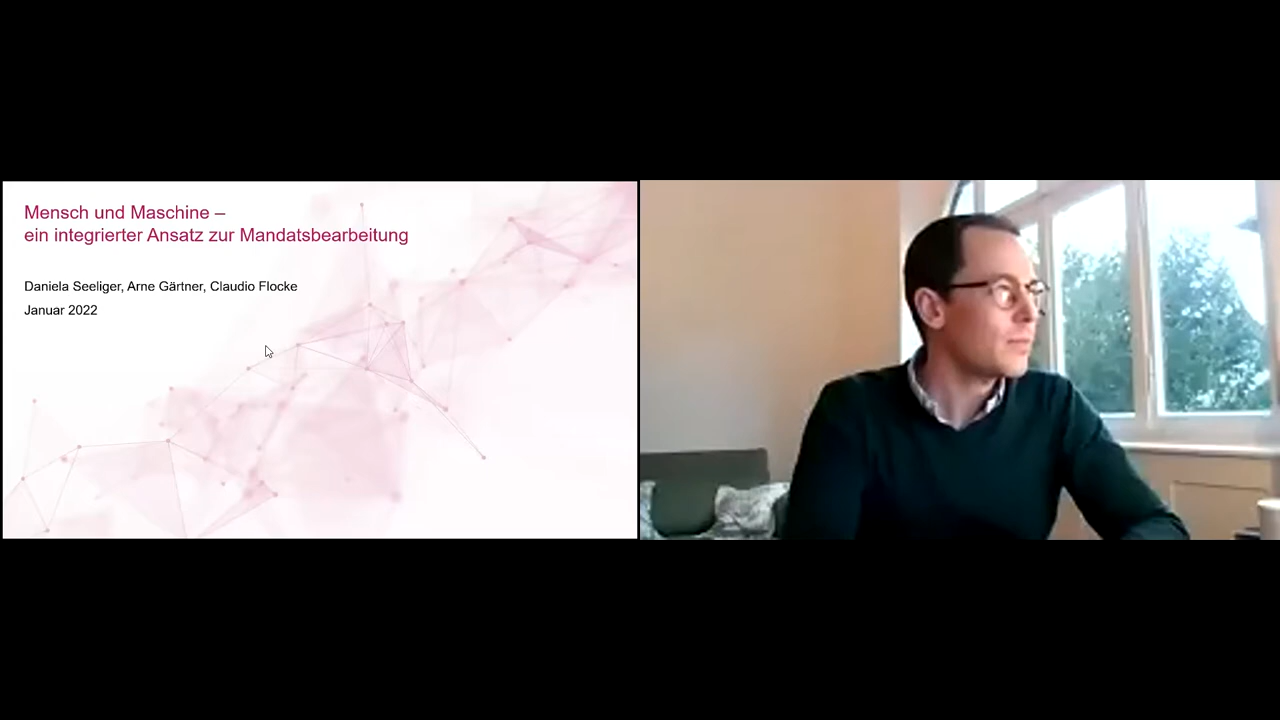 Mensch und Maschine –
ein integrierter Ansatz zur Mandatsbearbeitung
Daniela Seeliger, Arne Gärtner, Claudio Flocke
Januar 2022